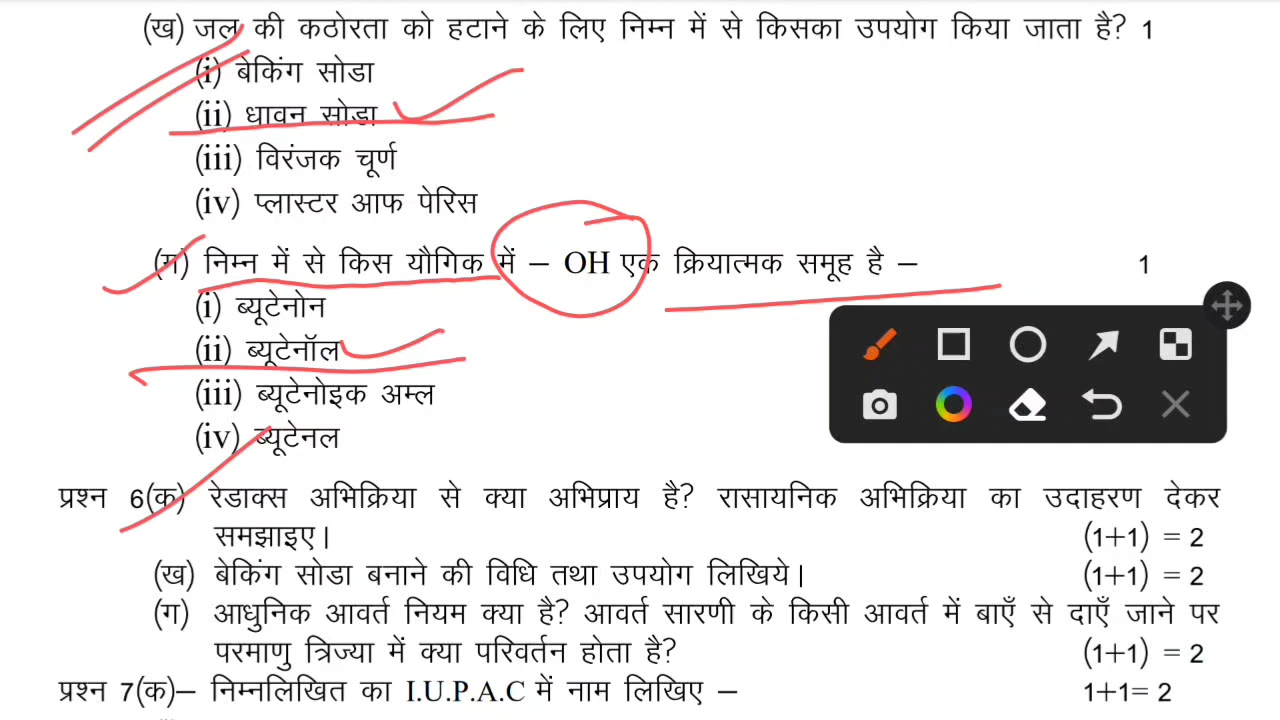 (ख) जल की कठोरता को हटाने के लिए निम्न में से किसका उपयोग किया जाता है? 1
(i) बेकिंग सोडा
(ii) धावन सोडा
(iii) विरंजक चूर्ण
(iv) प्लास्टर आफ पेरिस
(ग) निम्न में से किस यौगिक में – OH एक क्रियात्मक समूह है – 1
(i) ब्यूटेनोन
(ii) ब्यूटेनॉल
(iii) ब्यूटेनोइक अम्ल
(iv) ब्यूटेनल
प्रश्न 6(क) रेडाक्स अभिक्रिया से क्या अभिप्राय है? रासायनिक अभिक्रिया का उदाहरण देकर
समझाइए। (1+1) = 2
(ख) बेकिंग सोडा बनाने की विधि तथा उपयोग लिखिये। (1+1) = 2
(ग) आधुनिक आवर्त नियम क्या है? आवर्त सारणी के किसी आवर्त में बाएँ से दाएँ जाने पर
परमाणु त्रिज्या में क्या परिवर्तन होता है? (1+1) = 2
प्रश्न 7(क)– निम्नलिखित का I.U.P.A.C में नाम लिखिए – 1+1= 2